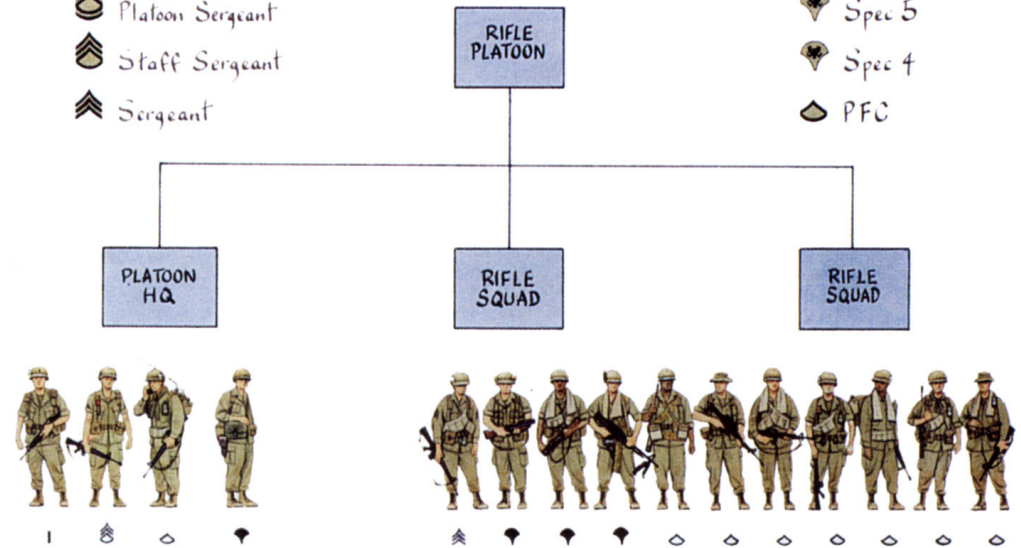 Platoon Sergeant
Staff Sergeant
Sergeant
RIFLE
PLATOON
Spec 5
Spec 4
PFC
PLATOON
HQ
RIFLE
SQUAD
RIFLE
SQUAD